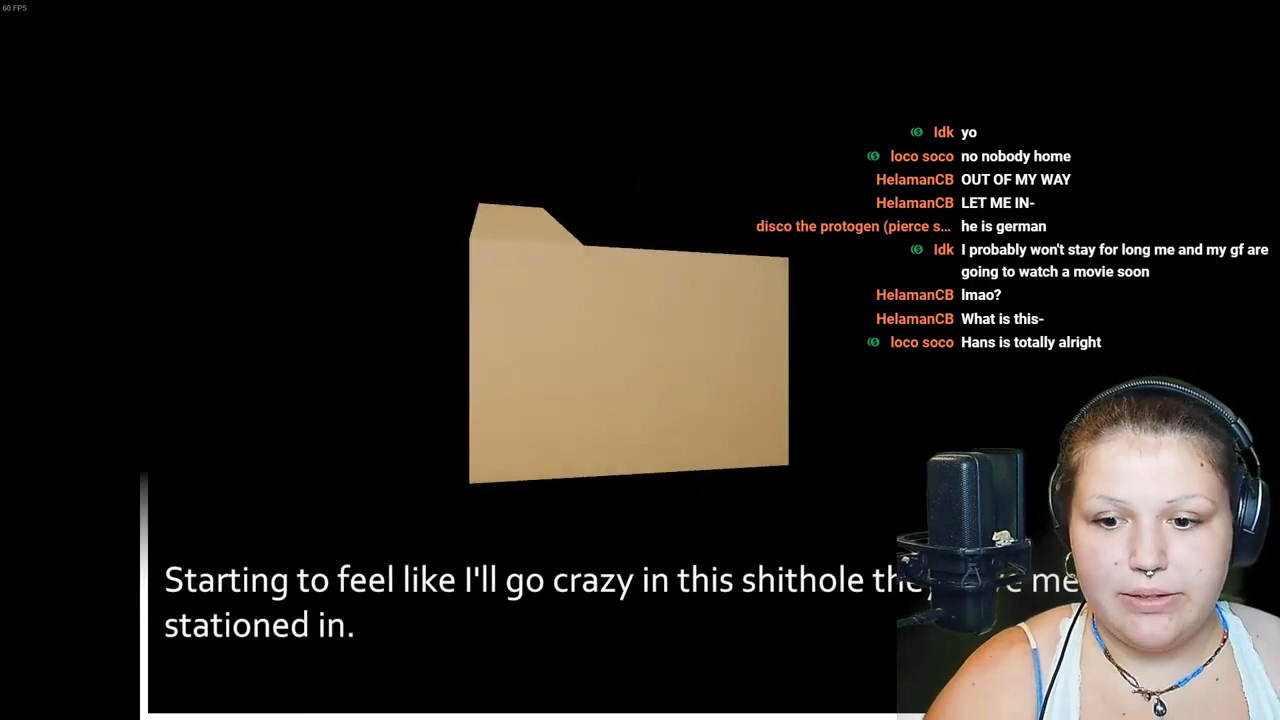 60 FPS
Idk yo
loco soco no nobody home
HelamanCB OUT OF MY WAY
HelamanCB LET ME IN-
disco the protogen (pierce s... he is german
Idk I probably won't stay for long me and my gf are
going to watch a movie soon
HelamanCB lmao?
HelamanCB What is this-
loco soco Hans is totally alright
Starting to feel like I'll go crazy in this shithole me
stationed in.